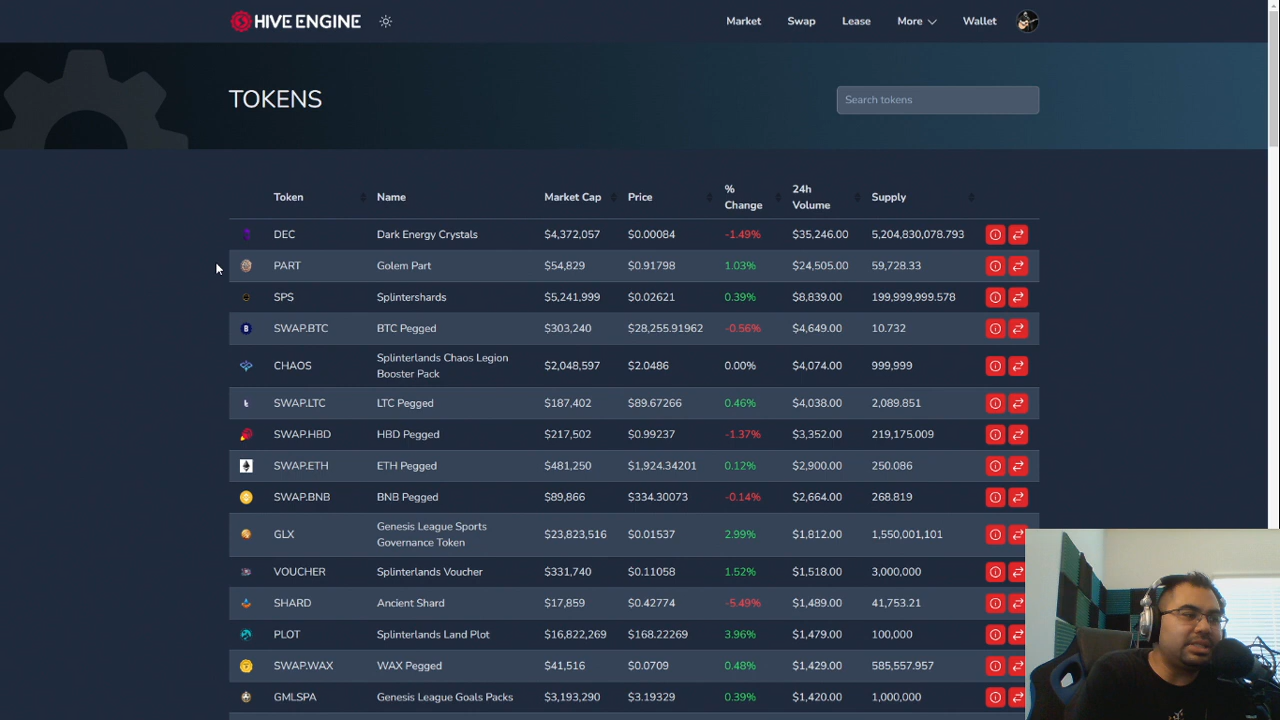 HIVE ENGINE Market Swap Lease More Wallet
TOKENS Search tokens
Token Name Market Cap Price % Change 24h Volume Supply
DEC Dark Energy Crystals $4,372,057 $0.00084 -1.49% $35,246.00 5,204,830,078.793
PART Golem Part $54,829 $0.91798 1.03% $24,505.00 59,728.33
SPS Splintershards $5,241,999 $0.02621 0.39% $8,839.00 199,999,999.578
SWAP.BTC BTC Pegged $303,240 $28,255.91962 -0.56% $4,649.00 10.732
CHAOS Splinterlands Chaos Legion Booster Pack $2,048,597 $2.0486 0.00% $4,074.00 999,999
SWAP.LTC LTC Pegged $187,402 $89.67266 0.46% $4,038.00 2,089.851
SWAP.HBD HBD Pegged $217,502 $0.99237 -1.37% $3,352.00 219,175.009
SWAP.ETH ETH Pegged $481,250 $1,924.34201 0.12% $2,900.00 250.086
SWAP.BNB BNB Pegged $89,866 $334.30073 -0.14% $2,664.00 268.819
GLX Genesis League Sports Governance Token $23,823,516 $0.01537 2.99% $1,812.00 1,550,001,101
VOUCHER Splinterlands Voucher $331,740 $0.11058 1.52% $1,518.00 3,000,000
SHARD Ancient Shard $17,859 $0.42774 -5.49% $1,489.00 41,753.21
PLOT Splinterlands Land Plot $16,822,269 $168.22269 3.96% $1,479.00 100,000
SWAP.WAX WAX Pegged $41,516 $0.0709 0.48% $1,429.00 585,557.957
GMLSPA Genesis League Goals Packs $3,193,290 $3.19329 0.39% $1,420.00 1,000,000